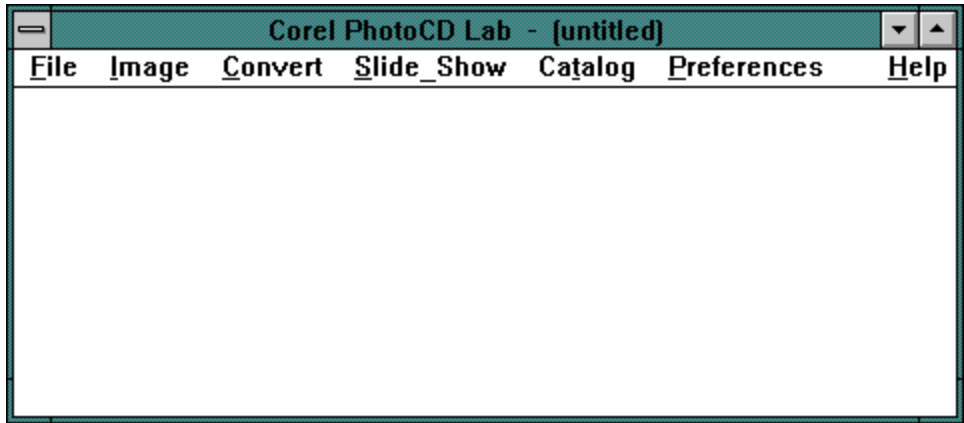 Corel PhotoCD Lab - (untitled)
File Image Convert Slide_Show Catalog Preferences Help